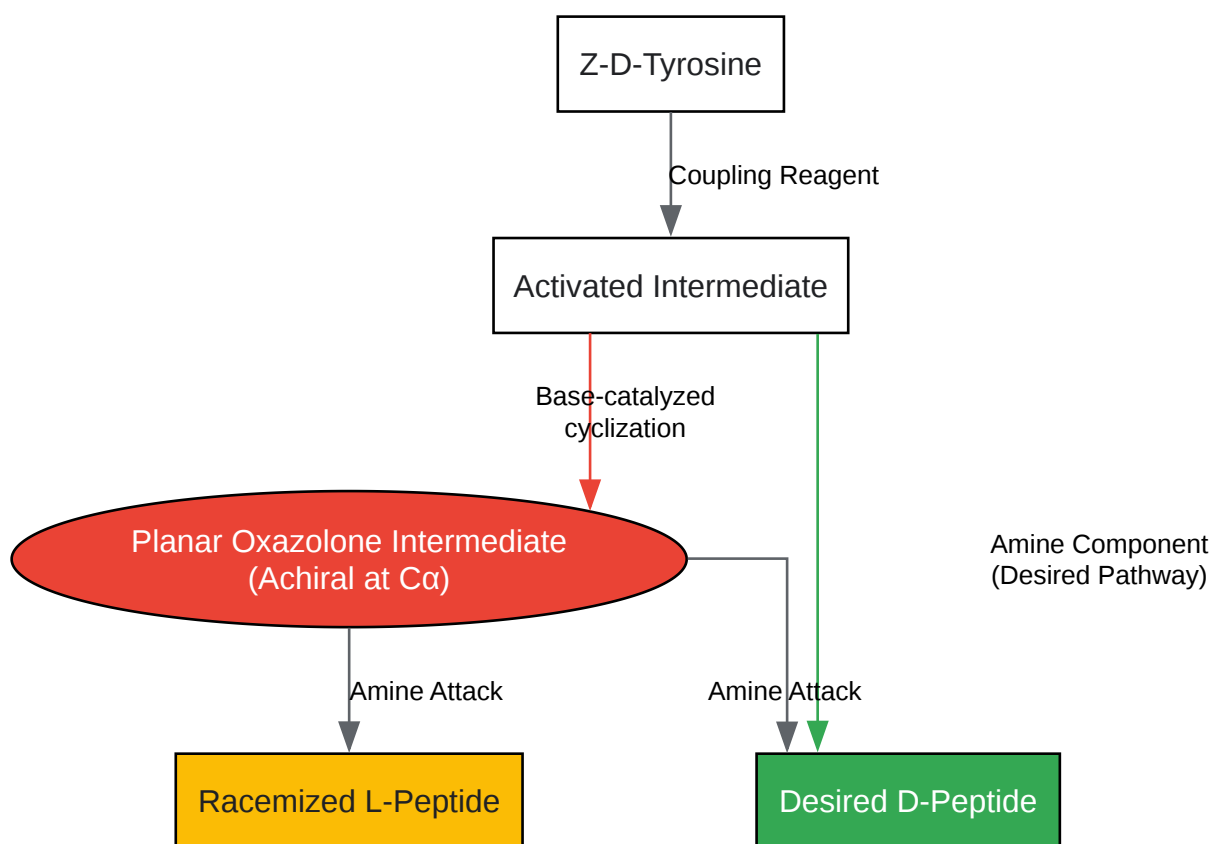 Z-D-Tyrosine
Coupling Reagent
Activated Intermediate
Base-catalyzed
cyclization
Planar Oxazolone Intermediate
(Achiral at Cα)
Amine Component
(Desired Pathway)
Amine Attack
Amine Attack
Racemized L-Peptide
Desired D-Peptide